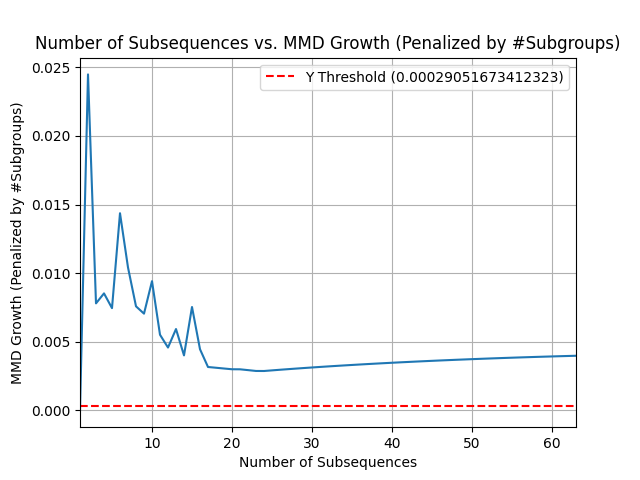 Number of Subsequences vs. MMD Growth (Penalized by #Subgroups)
Y Threshold (0.00029051673412323)
MMD Growth (Penalized by #Subgroups)
0.025
0.020
0.015
0.010
0.005
0.000
10 20 30 40 50 60
Number of Subsequences